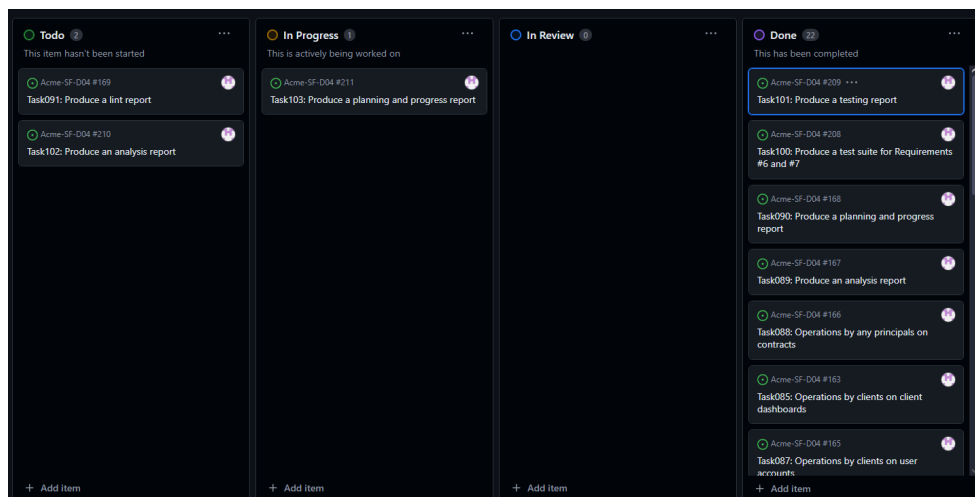 Todo 2 ...
This item hasn't been started
Acme-SF-D04 #169
Task091: Produce a lint report
Acme-SF-D04 #210
Task102: Produce an analysis report
+ Add item
In Progress 1 ...
This is actively being worked on
Acme-SF-D04 #211
Task103: Produce a planning and progress report
+ Add item
In Review 0 ...
+ Add item
Done 22 ...
This has been completed
Acme-SF-D04 #209 ...
Task101: Produce a testing report
Acme-SF-D04 #208
Task100: Produce a test suite for Requirements
#6 and #7
Acme-SF-D04 #168
Task090: Produce a planning and progress
report
Acme-SF-D04 #167
Task089: Produce an analysis report
Acme-SF-D04 #166
Task088: Operations by any principals on
contracts
Acme-SF-D04 #163
Task085: Operations by clients on client
dashboards
Acme-SF-D04 #165
Task087: Operations by clients on user
accounts
+ Add item